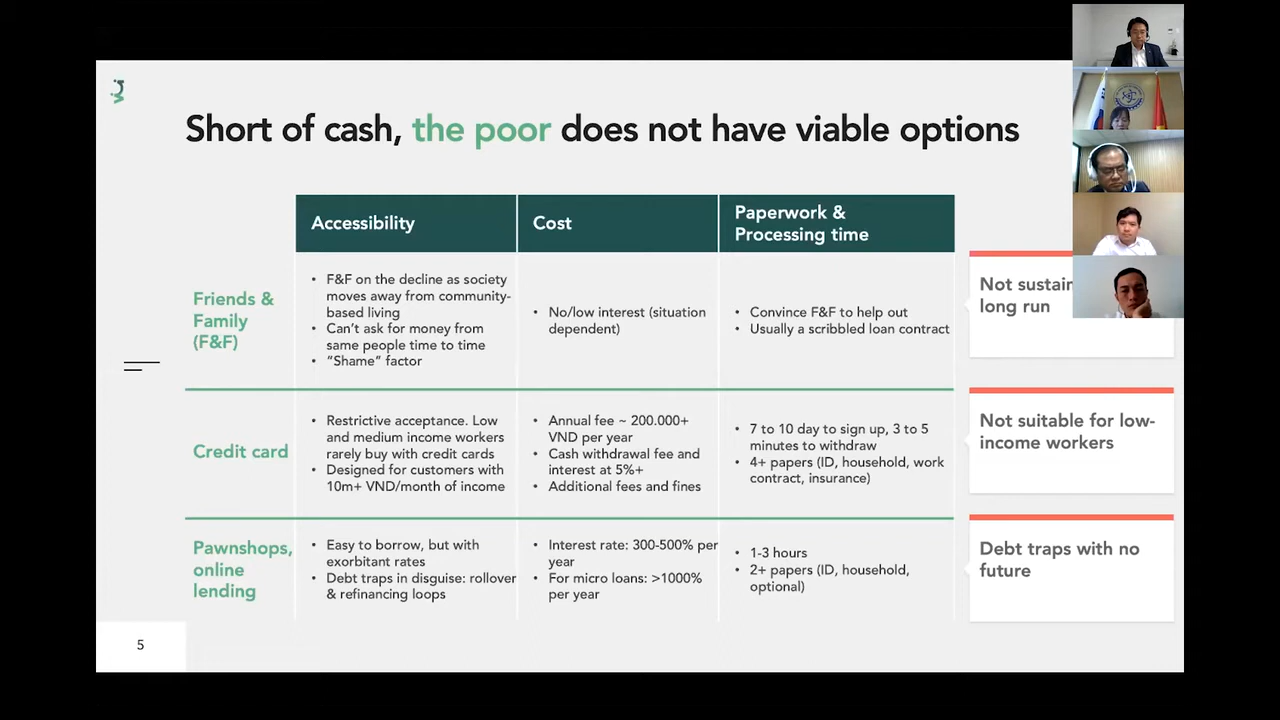 Short of cash, the poor does not have viable options
Accessibility
Cost
Paperwork &
Processing time
Friends &
Family
(F&F)
• F&F on the decline as society
moves away from community-
based living
• Can't ask for money from
same people time to time
• "Shame" factor
• No/low interest (situation
dependent)
• Convince F&F to help out
• Usually a scribbled loan contract
Not
long run
Credit card
• Restrictive acceptance. Low
and medium income workers
rarely buy with credit cards
• Designed for customers with
10m+ VND/month of income
• Annual fee ~ 200.000+
VND per year
• Cash withdrawal fee and
interest at 5%+
• Additional fees and fines
• 7 to 10 day to sign up, 3 to 5
minutes to withdraw
• 4+ papers (ID, household, work
contract, insurance)
Not suitable for low-
income workers
Pawnshops,
online
lending
• Easy to borrow, but with
exorbitant rates
• Debt traps in disguise: rollover
& refinancing loops
• Interest rate: 300-500% per
year
• For micro loans: >1000%
per year
• 1-3 hours
• 2+ papers (ID, household,
optional)
Debt traps with no
future
5